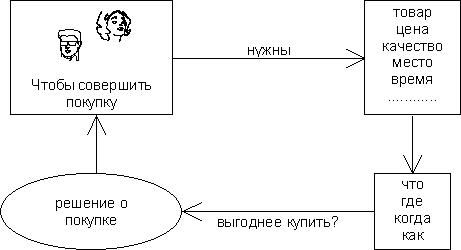 Чтобы совершить
покупку
нужны
товар
цена
качество
место
время
............
что
где
когда
как
выгоднее купить?
решение о
покупке